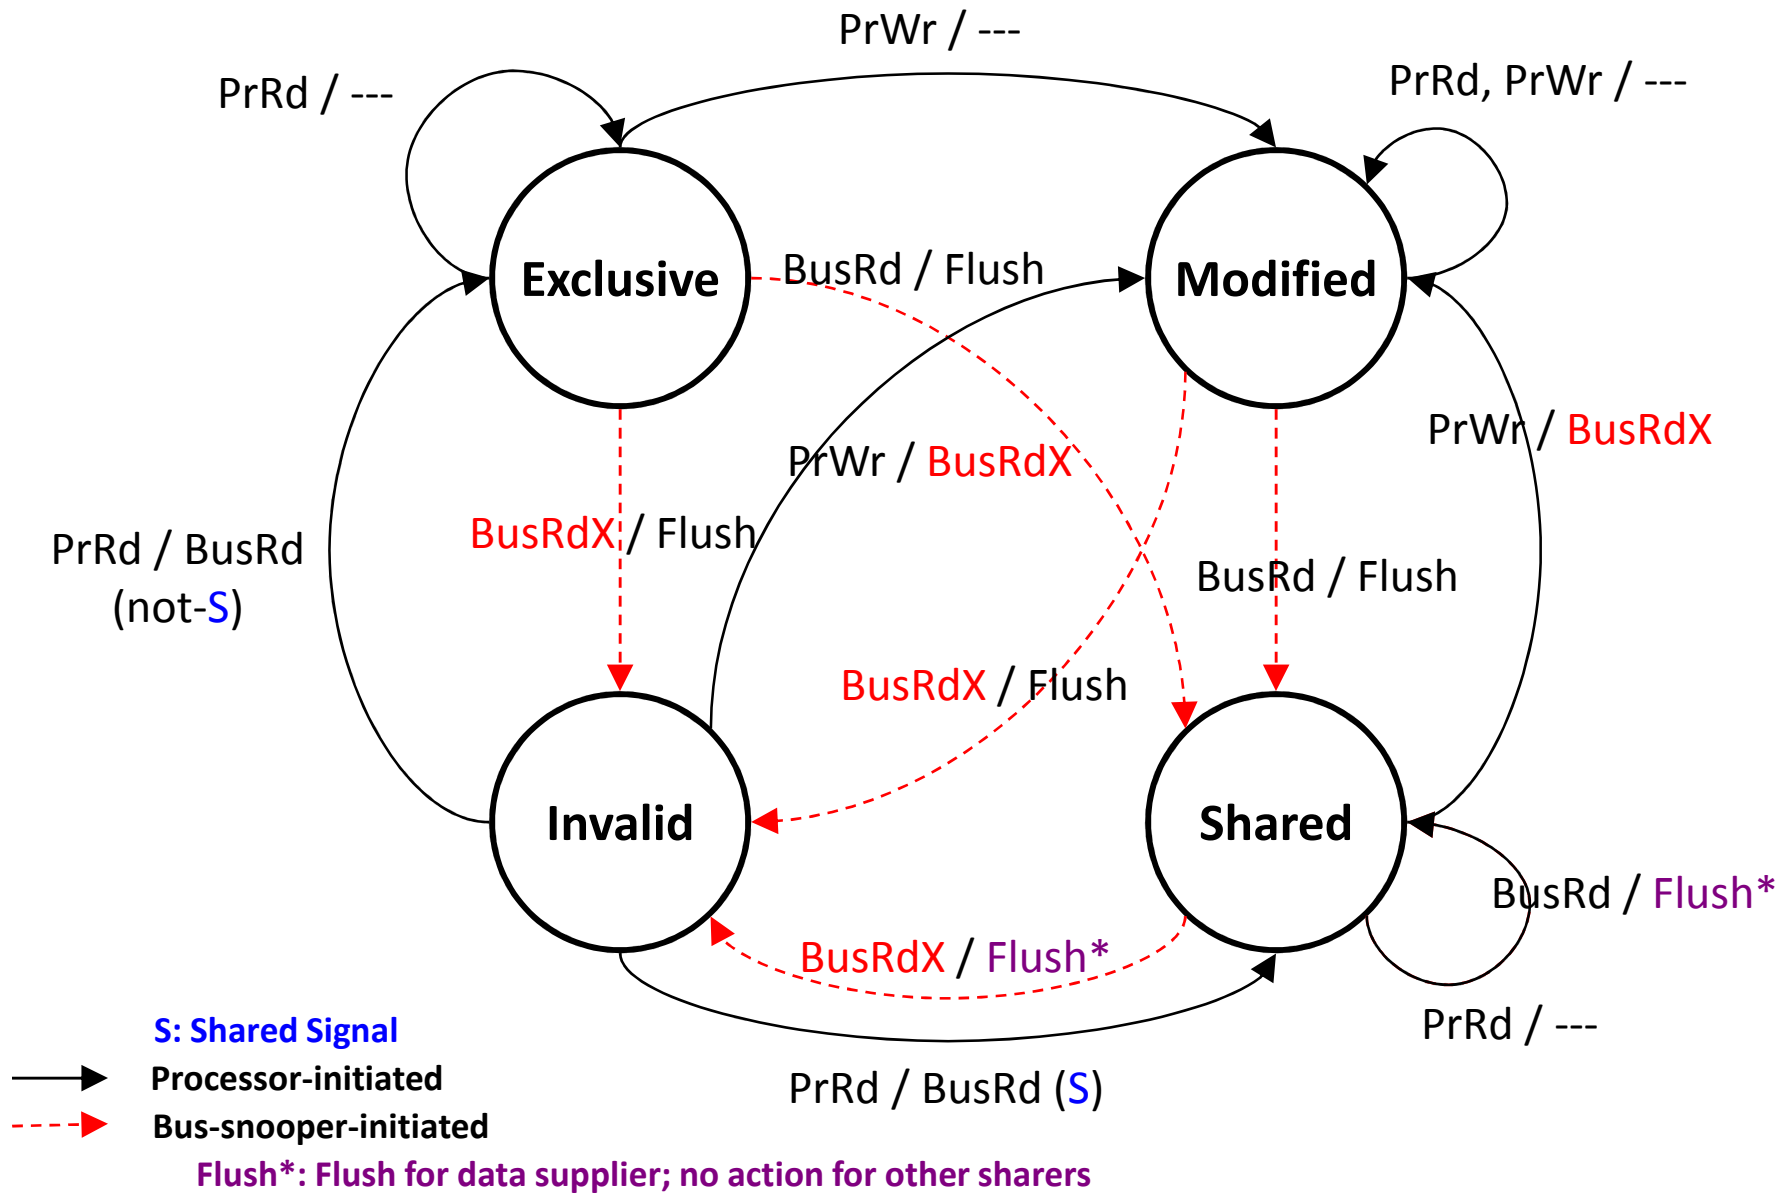 PrWr / ---
PrRd / ---
PrRd, PrWr / ---
Exclusive
BusRd / Flush
Modified
PrWr / BusRdX
PrWr / BusRdX
BusRdX / Flush
PrRd / BusRd
(not-S)
BusRd / Flush
BusRdX / Flush
Invalid
Shared
BusRd / Flush*
BusRdX / Flush*
PrRd / ---
S: Shared Signal
Processor-initiated
PrRd / BusRd (S)
Bus-snooper-initiated
Flush*: Flush for data supplier; no action for other sharers